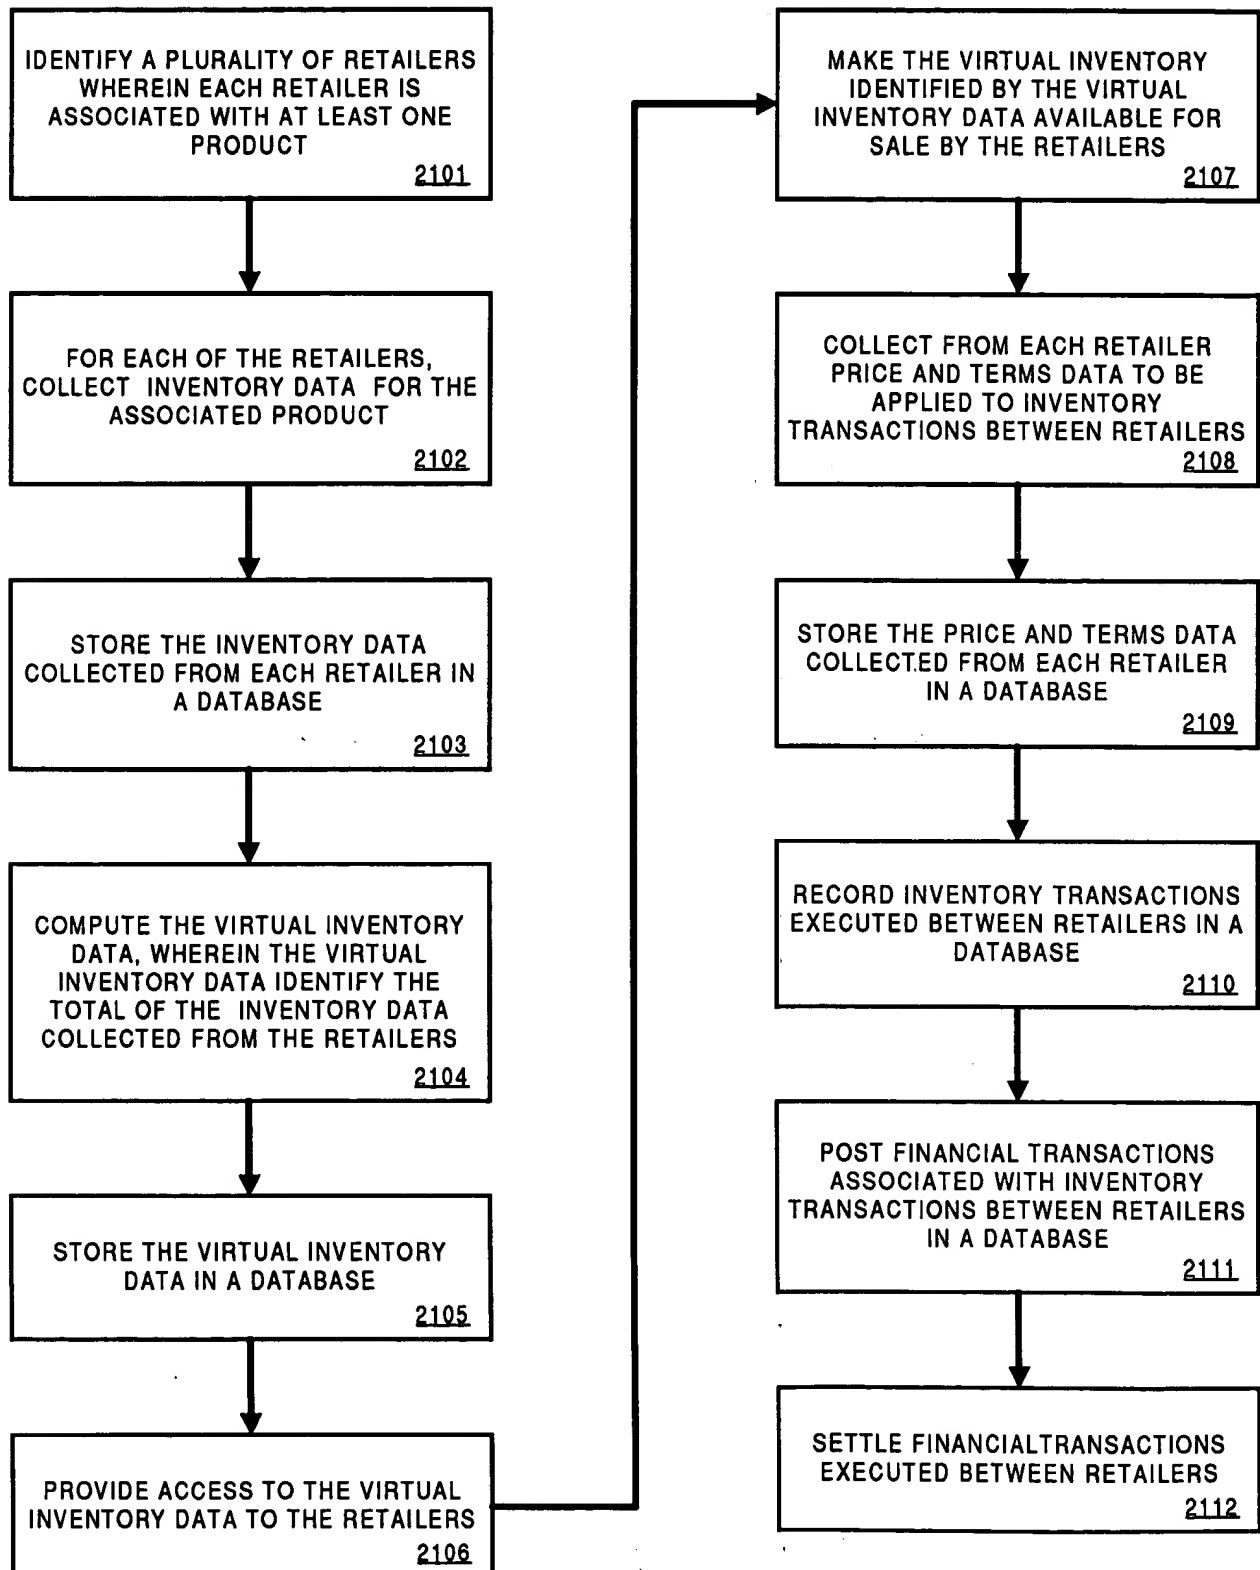 IDENTIFY A PLURALITY OF RETAILERS
WHEREIN EACH RETAILER IS
ASSOCIATED WITH AT LEAST ONE
PRODUCT
2101
FOR EACH OF THE RETAILERS,
COLLECT INVENTORY DATA FOR THE
ASSOCIATED PRODUCT
2102
STORE THE INVENTORY DATA
COLLECTED FROM EACH RETAILER IN
A DATABASE
2103
COMPUTE THE VIRTUAL INVENTORY
DATA, WHEREIN THE VIRTUAL
INVENTORY DATA IDENTIFY THE
TOTAL OF THE INVENTORY DATA
COLLECTED FROM THE RETAILERS
2104
STORE THE VIRTUAL INVENTORY
DATA IN A DATABASE
2105
PROVIDE ACCESS TO THE VIRTUAL
INVENTORY DATA TO THE RETAILERS
2106
MAKE THE VIRTUAL INVENTORY
IDENTIFIED BY THE VIRTUAL
INVENTORY DATA AVAILABLE FOR
SALE BY THE RETAILERS
2107
COLLECT FROM EACH RETAILER
PRICE AND TERMS DATA TO BE
APPLIED TO INVENTORY
TRANSACTIONS BETWEEN RETAILERS
2108
STORE THE PRICE AND TERMS DATA
COLLECTED FROM EACH RETAILER
IN A DATABASE
2109
RECORD INVENTORY TRANSACTIONS
EXECUTED BETWEEN RETAILERS IN A
DATABASE
2110
POST FINANCIAL TRANSACTIONS
ASSOCIATED WITH INVENTORY
TRANSACTIONS BETWEEN RETAILERS
IN A DATABASE
2111
SETTLE FINANCIALTRANSACTIONS
EXECUTED BETWEEN RETAILERS
2112